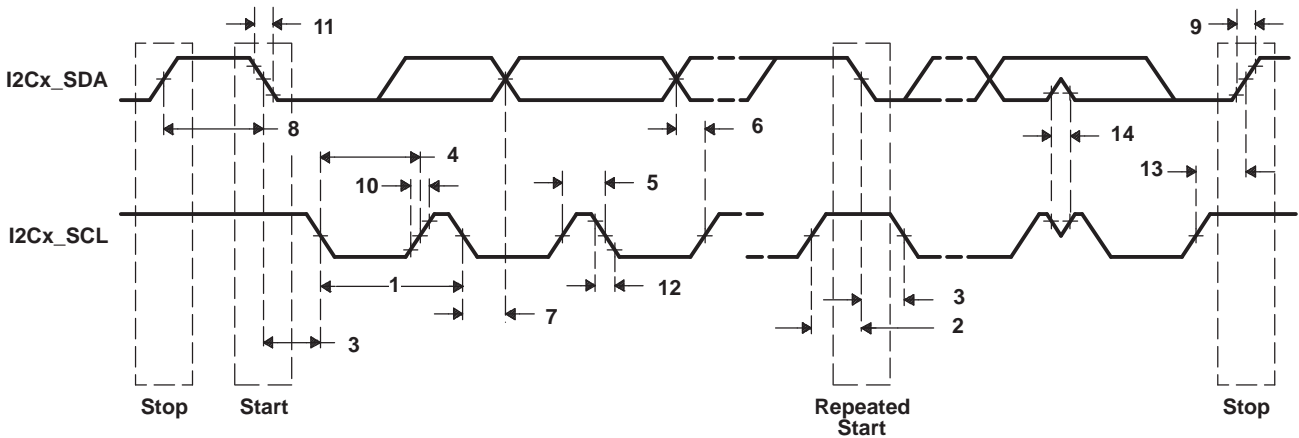 11
9
I2Cx_SDA
8
6
14
4
10
5
13
I2Cx_SCL
1
12
7
3
2
3
Stop
Start
Repeated
Start
Stop